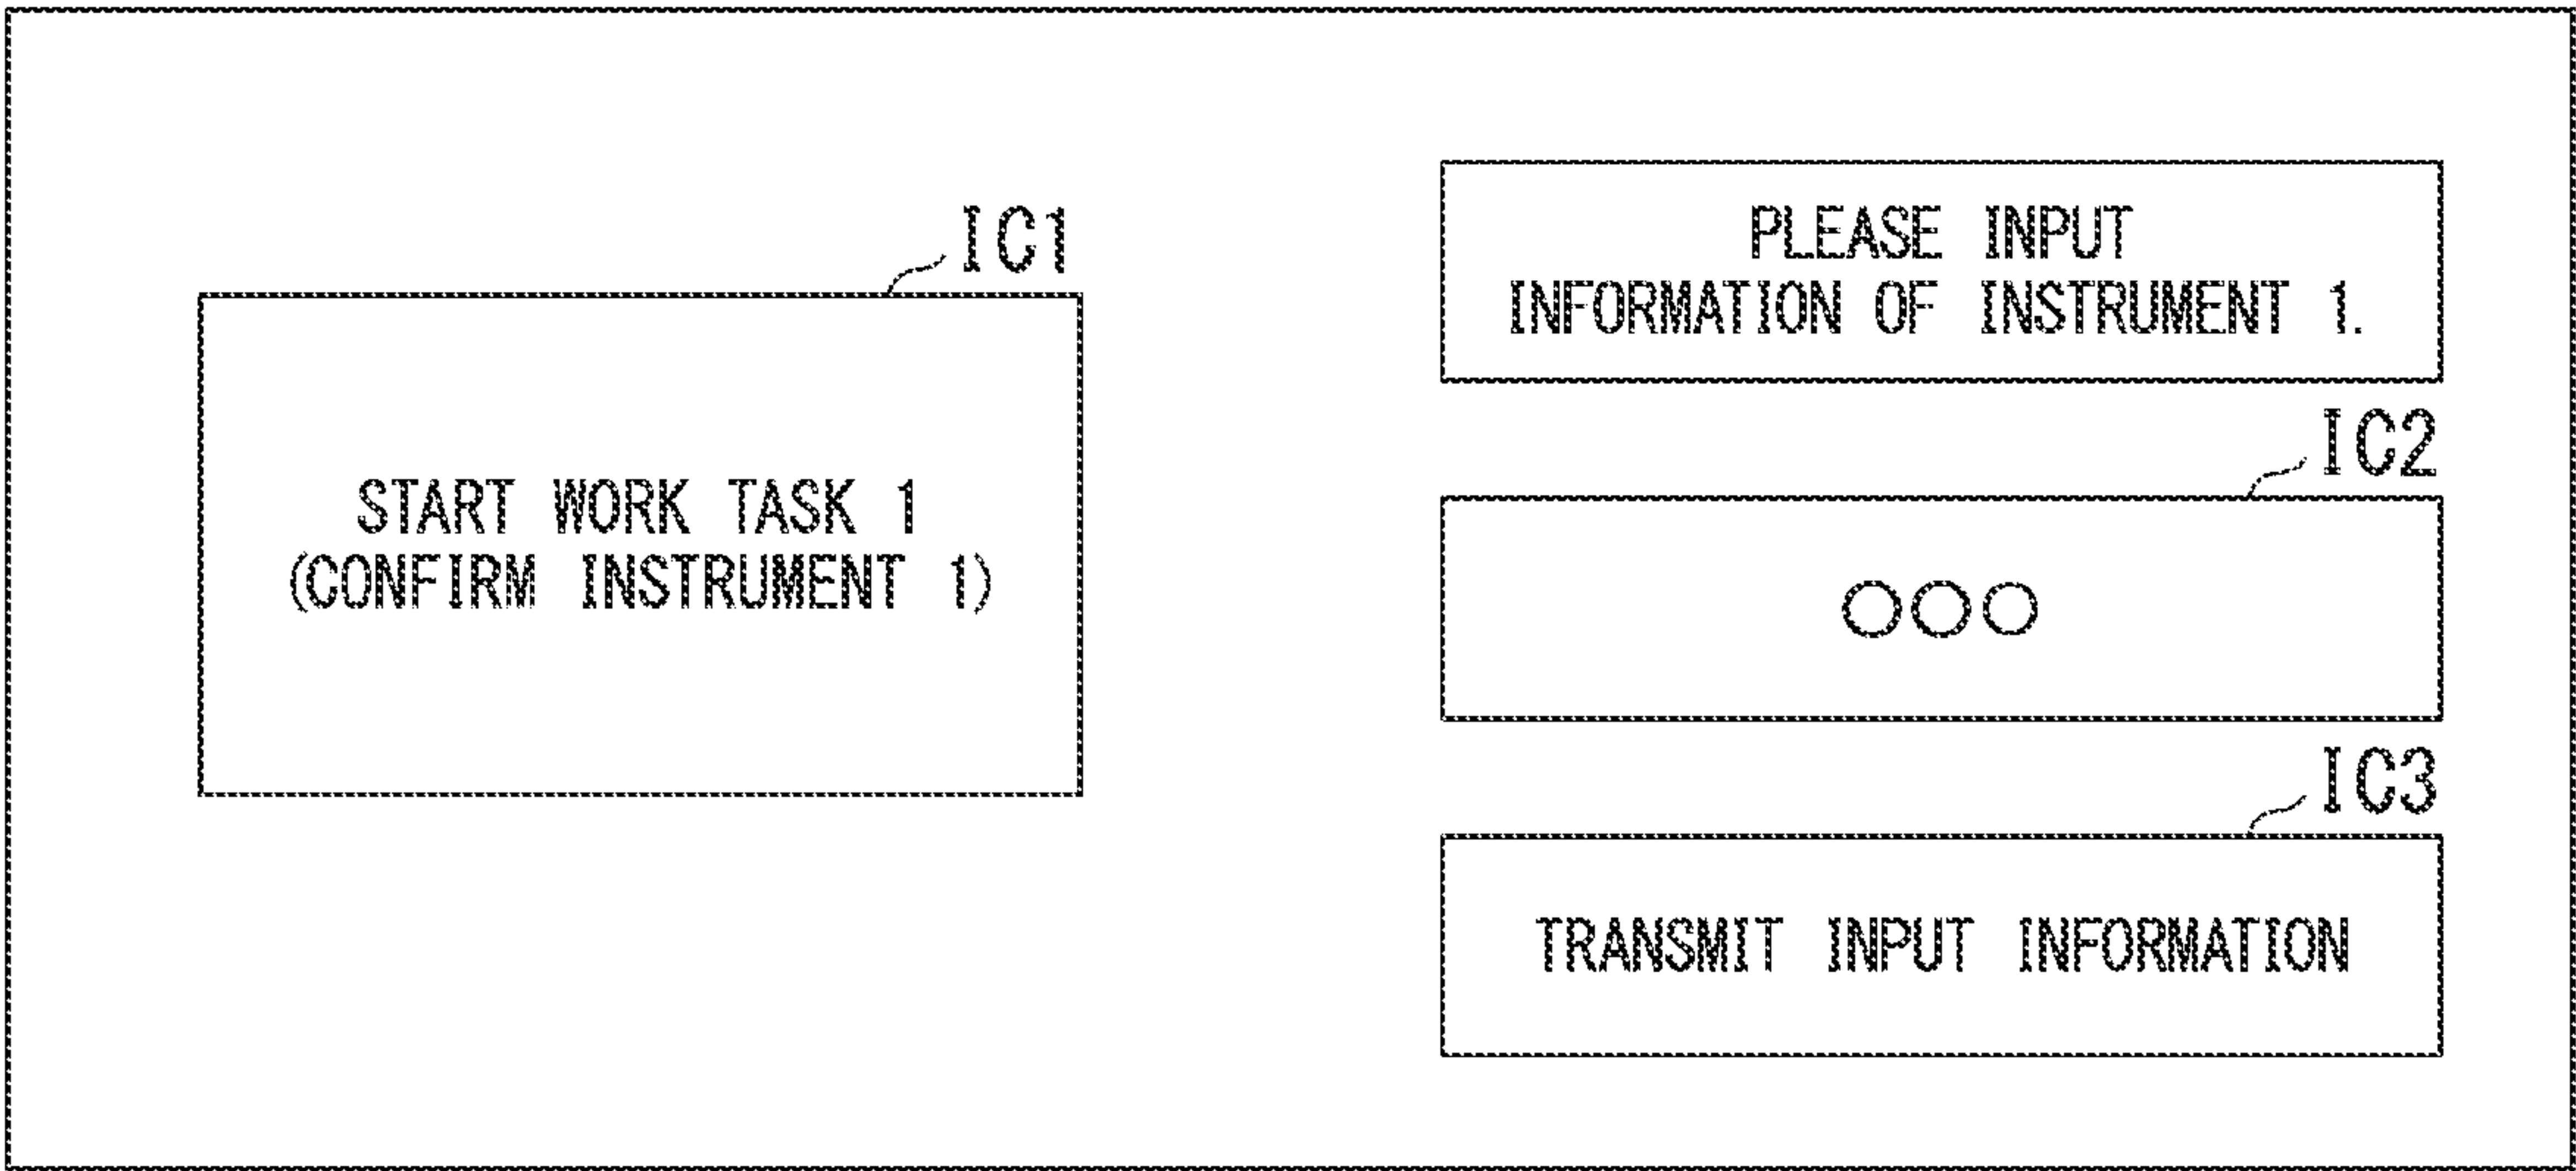 IC1
START WORK TASK 1
(CONFIRM INSTRUMENT 1)
PLEASE INPUT
INFORMATION OF INSTRUMENT 1.
IC2
○○○
IC3
TRANSMIT INPUT INFORMATION